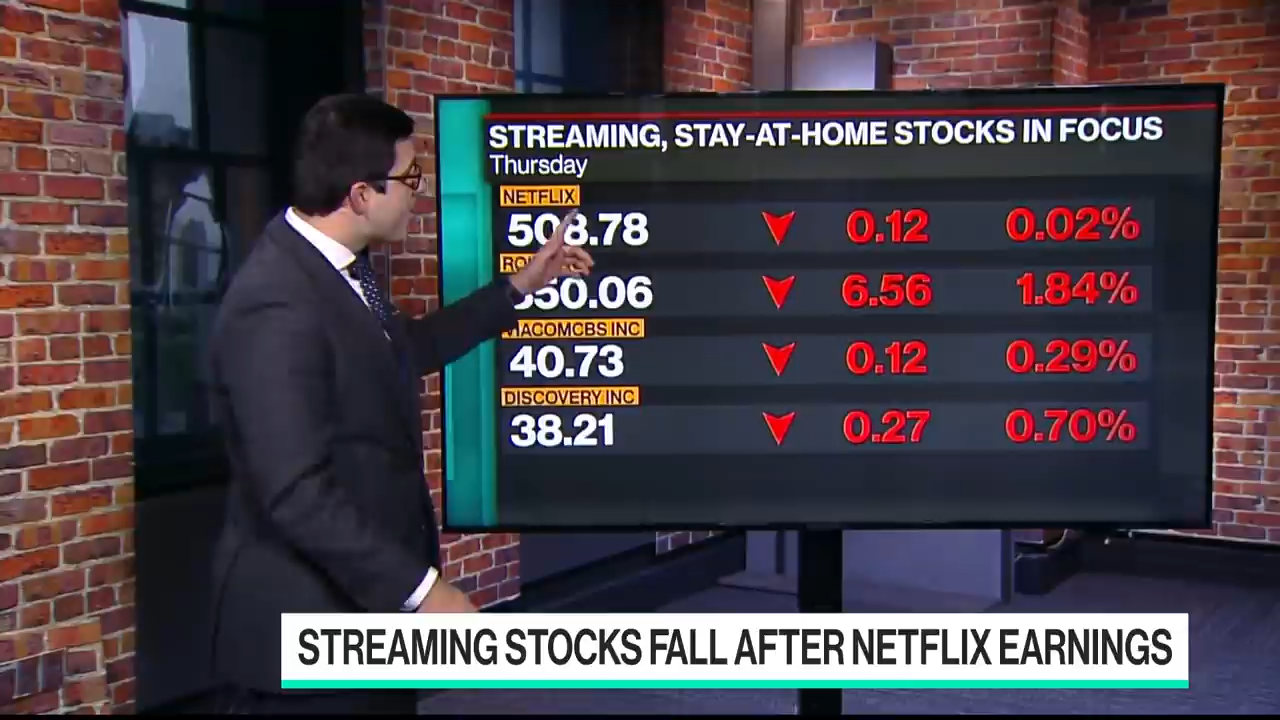 STREAMING, STAY-AT-HOME STOCKS IN FOCUS
Thursday
NETFLIX
508.78 0.12 0.02%
6.56 1.84%
VIACOMCBS INC
40.73 0.12 0.29%
DISCOVERY INC
38.21 0.27 0.70%
STREAMING STOCKS FALL AFTER NETFLIX EARNINGS